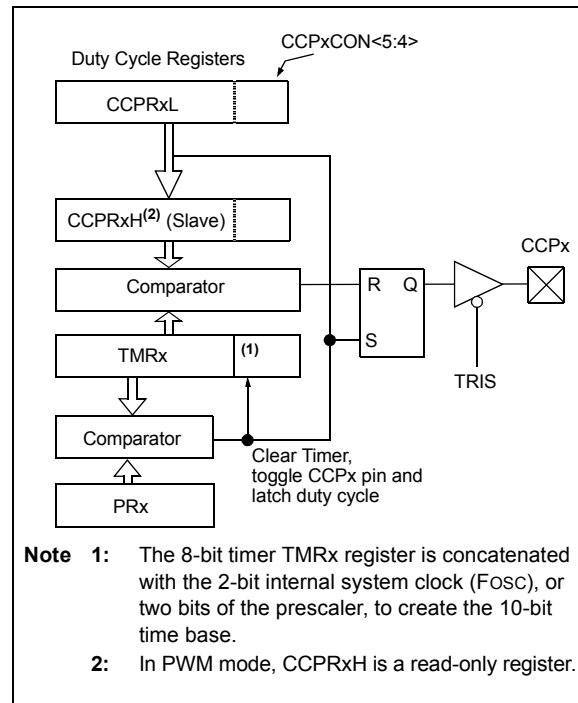 CCPxCON<5:4>
Duty Cycle Registers
CCPRxL
CCPRxH(2) (Slave)
CCPx
Comparator
R Q
TMRx (1)
S
TRIS
Comparator
Clear Timer,
toggle CCPx pin and
latch duty cycle
PRx
Note 1: The 8-bit timer TMRx register is concatenated
with the 2-bit internal system clock (FOSC), or
two bits of the prescaler, to create the 10-bit
time base.
2: In PWM mode, CCPRxH is a read-only register.